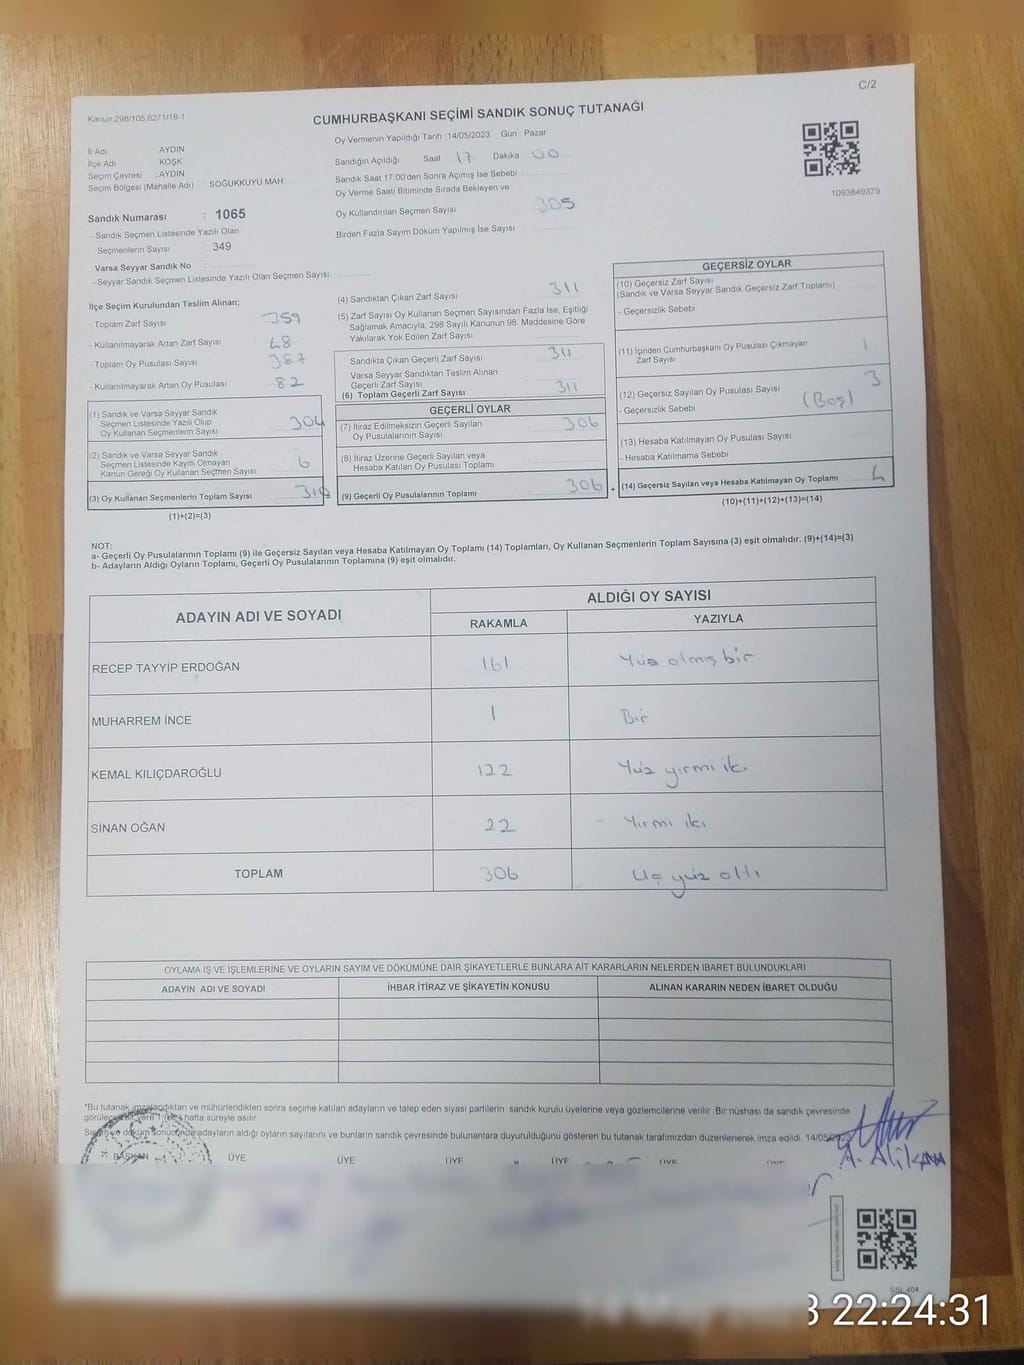 C/2
Kanun:298/105,6271/18-1
CUMHURBAŞKANI SEÇİMİ SANDIK SONUÇ TUTANAĞI
İl Adı AYDIN
İlçe Adı KÖŞK
Seçim Çevresi : AYDIN
Seçim Bölgesi (Mahalle Adı) SOĞUKKUYU MAH.
Oy Vermenin Yapıldığı Tarih : 14/05/2023 Gün : Pazar
Sandığın Açıldığı Saat 17 Dakika 00
Sandık Saat 17:00'den Sonra Açılmış İse Sebebi
Oy Verme Saati Bitiminde Sırada Bekleyen ve
Oy Kullandırılan Seçmen Sayısı 305
Birden Fazla Sayım Döküm Yapılmış İse Sayısı
1093849379
Sandık Numarası : 1065
- Sandık Seçmen Listesinde Yazılı Olan
Seçmenlerin Sayısı : 349
Varsa Seyyar Sandık No :
- Seyyar Sandık Seçmen Listesinde Yazılı Olan Seçmen Sayısı:
İlçe Seçim Kurulundan Teslim Alınan;
- Toplam Zarf Sayısı 359
- Kullanılmayarak Artan Zarf Sayısı 48
- Toplam Oy Pusulası Sayısı 387
- Kullanılmayarak Artan Oy Pusulası 82
(1) Sandık ve Varsa Seyyar Sandık
Seçmen Listesinde Yazılı Olup
Oy Kullanan Seçmenlerin Sayısı 304
(2) Sandık ve Varsa Seyyar Sandık
Seçmen Listesinde Kayıtlı Olmayan
Kanun Gereği Oy Kullanan Seçmen Sayısı 6
(3) Oy Kullanan Seçmenlerin Toplam Sayısı
(1)+(2)=(3)
(4) Sandıktan Çıkan Zarf Sayısı 311
(5) Zarf Sayısı Oy Kullanan Seçmen Sayısından Fazla İse, Eşitliği
Sağlamak Amacıyla, 298 Sayılı Kanunun 98. Maddesine Göre
Yakılarak Yok Edilen Zarf Sayısı
Sandıkta Çıkan Geçerli Zarf Sayısı 311
Varsa Seyyar Sandıktan Teslim Alınan
Geçerli Zarf Sayısı
(6) Toplam Geçerli Zarf Sayısı 311
GEÇERLİ OYLAR
(7) İtiraz Edilmeksizin Geçerli Sayılan
Oy Pusulasının Sayısı 306
(8) İtiraz Üzerine Geçerli Sayılan veya
Hesaba Katılan Oy Pusulası Toplamı
(9) Geçerli Oy Pusulalarının Toplamı 306 +
GEÇERSİZ OYLAR
(10) Geçersiz Zarf Sayısı
(Sandık ve Varsa Seyyar Sandık Geçersiz Zarf Toplamı)
- Geçersizlik Sebebi
(11) İçinden Cumhurbaşkanı Oy Pusulası Çıkmayan
Zarf Sayısı 1
(12) Geçersiz Sayılan Oy Pusulası Sayısı 3
- Geçersizlik Sebebi (Boş)
(13) Hesaba Katılmayan Oy Pusulası Sayısı
- Hesaba Katılmama Sebebi
(14) Geçersiz Sayılan veya Hesaba Katılmayan Oy Toplamı 4
(10)+(11)+(12)+(13)=(14)
NOT:
a- Geçerli Oy Pusulalarının Toplamı (9) ile Geçersiz Sayılan veya Hesaba Katılmayan Oy Toplamı (14) Toplamları, Oy Kullanan Seçmenlerin Toplam Sayısına (3) eşit olmalıdır. (9)+(14)=(3)
b- Adayların Aldığı Oyların Toplamı, Geçerli Oy Pusulalarının Toplamına (9) eşit olmalıdır.
ADAYIN ADI VE SOYADI ALDIĞI OY SAYISI
RAKAMLA YAZIYLA
RECEP TAYYİP ERDOĞAN 161 Yüz altmış bir
MUHARREM İNCE 1 Bir
KEMAL KILIÇDAROĞLU 122 Yüz yirmi iki
SİNAN OĞAN 22 Yirmi iki
TOPLAM 306 Üç yüz altı
OYLAMA İŞ VE İŞLEMLERİNE VE OYLARIN SAYIM VE DÖKÜMÜNE DAİR ŞİKAYETLERLE BUNLARA AİT KARARLARIN NELERDEN İBARET BULUNDUKLARI
ADAYIN ADI VE SOYADI İHBAR İTİRAZ VE ŞİKAYETİN KONUSU ALINAN KARARIN NEDEN İBARET OLDUĞU
*Bu tutanak imzalandıktan ve mühürlendikten sonra seçime katılan adayların ve talep eden siyasi partilerin sandık kurulu üyelerine veya gözlemcilerine verilir. Bir nüshası da sandık çevresinde
hafta süreyle asılır.
Sayım ve döküm sonucunda adayların aldığı oyların sayılarını ve bunların sandık çevresinde bulunanlara duyurulduğunu gösteren bu tutanak tarafımızdan düzenlenerek imza edildi. 14/05/2023
BAŞKAN ÜYE ÜYE ÜYE ÜYE ÜYE ÜYE
22:24:31